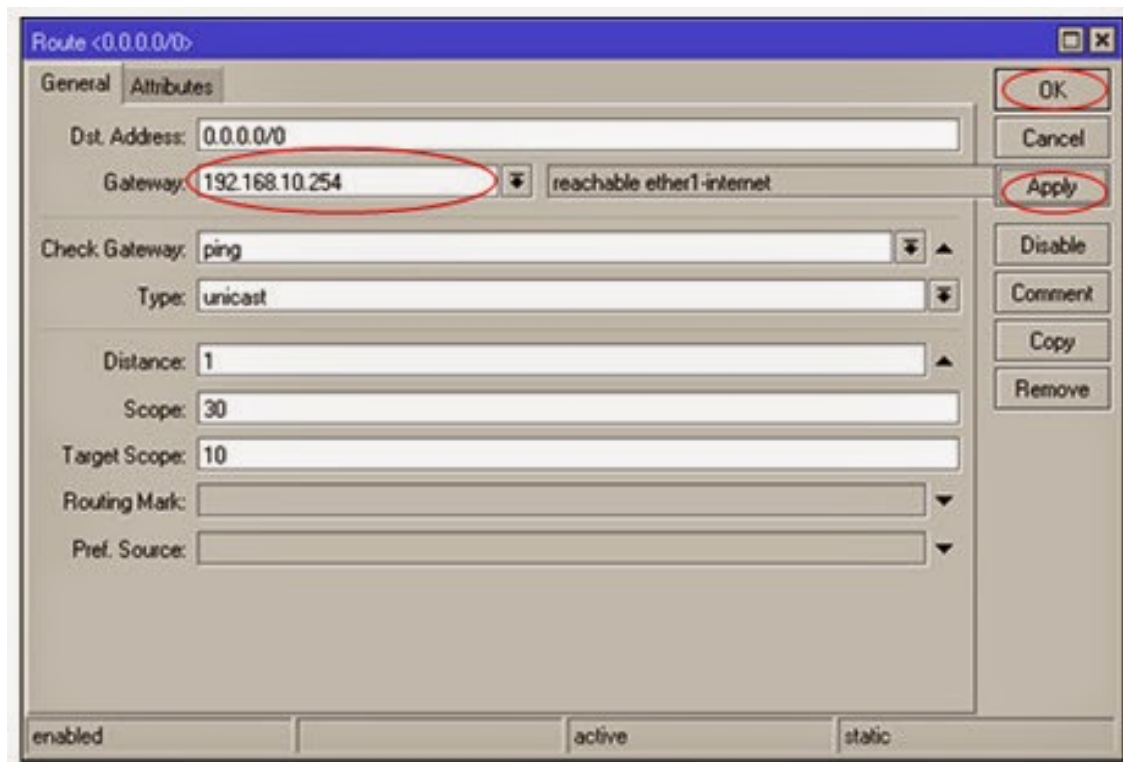 Route <0.0.0.0/0>
General Attributes
Dst. Address: 0.0.0.0/0
Gateway: 192.168.10.254 reachable ether1-internet
Check Gateway: ping
Type: unicast
Distance: 1
Scope: 30
Target Scope: 10
Routing Mark:
Pref. Source:
OK
Cancel
Apply
Disable
Comment
Copy
Remove
enabled active static